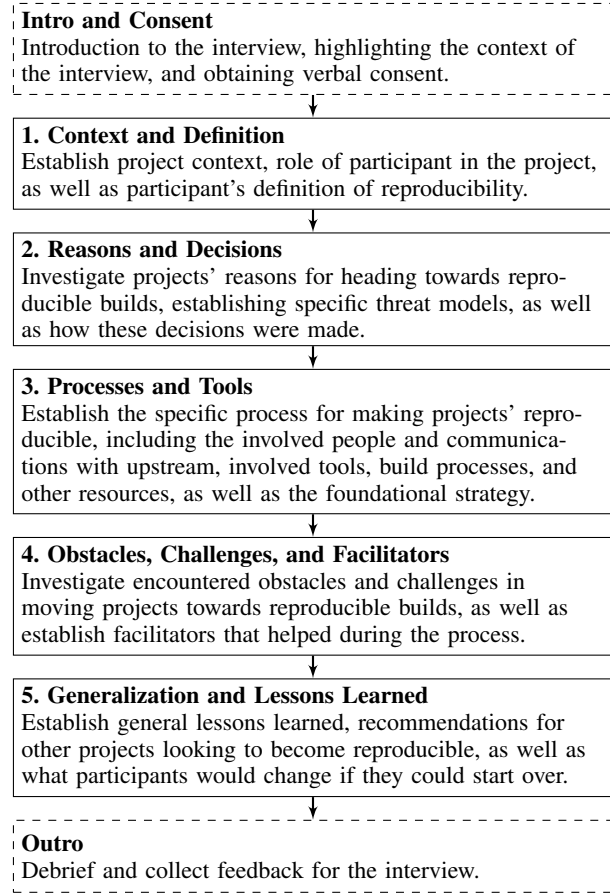 Intro and Consent
Introduction to the interview, highlighting the context of
the interview, and obtaining verbal consent.
1. Context and Definition
Establish project context, role of participant in the project,
as well as participant's definition of reproducibility.
2. Reasons and Decisions
Investigate projects' reasons for heading towards repro-
ducible builds, establishing specific threat models, as well
as how these decisions were made.
3. Processes and Tools
Establish the specific process for making projects' repro-
ducible, including the involved people and communica-
tions with upstream, involved tools, build processes, and
other resources, as well as the foundational strategy.
4. Obstacles, Challenges, and Facilitators
Investigate encountered obstacles and challenges in
moving projects towards reproducible builds, as well as
establish facilitators that helped during the process.
5. Generalization and Lessons Learned
Establish general lessons learned, recommendations for
other projects looking to become reproducible, as well as
what participants would change if they could start over.
Outro
Debrief and collect feedback for the interview.